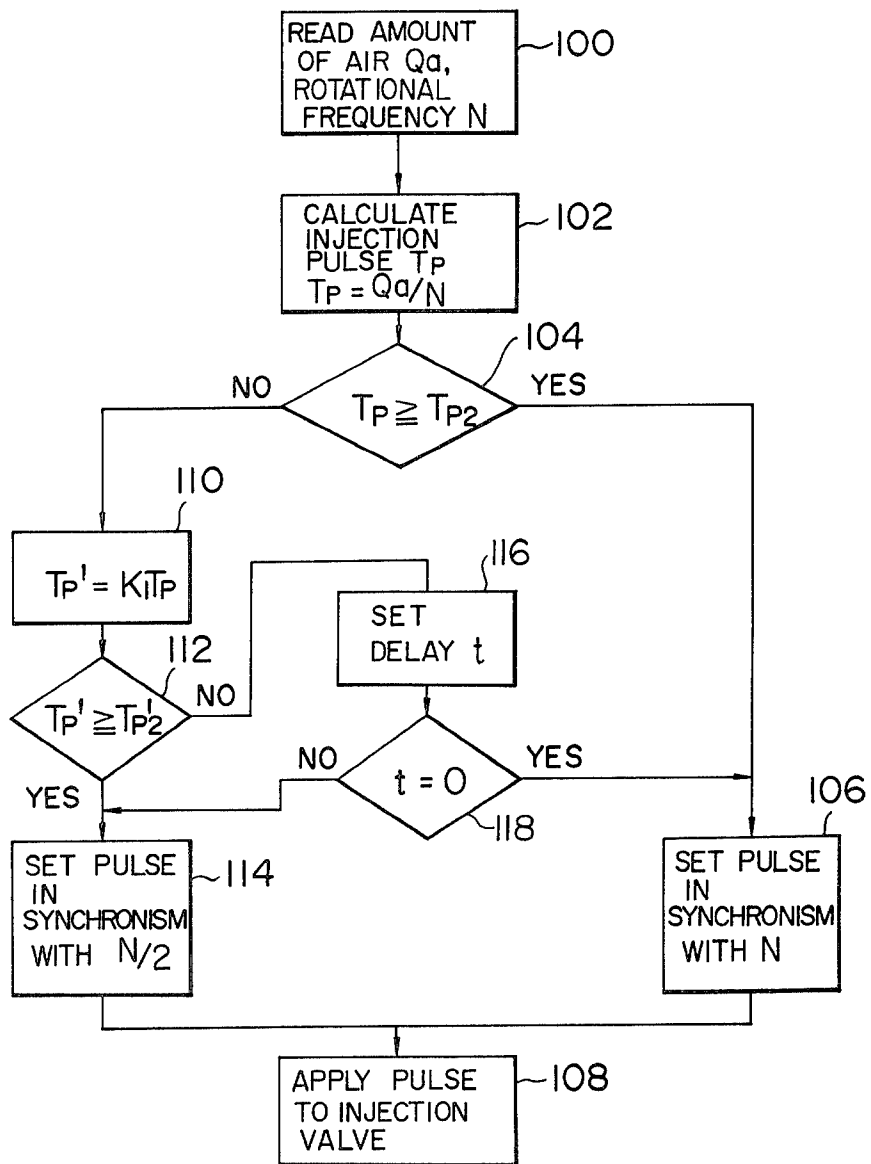 READ AMOUNT
OF AIR Qa,
ROTATIONAL
FREQUENCY N
100
CALCULATE
INJECTION
PULSE TP
TP = Qa/N
102
104
NO
YES
TP ≧ TP2
110
TP' = K1TP
116
SET
DELAY t
112
NO
TP' ≧ TP2'
YES
NO
YES
t = 0
118
106
SET PULSE
IN
SYNCHRONISM
WITH N/2
114
SET PULSE
IN
SYNCHRONISM
WITH N
APPLY PULSE
TO INJECTION
VALVE
108